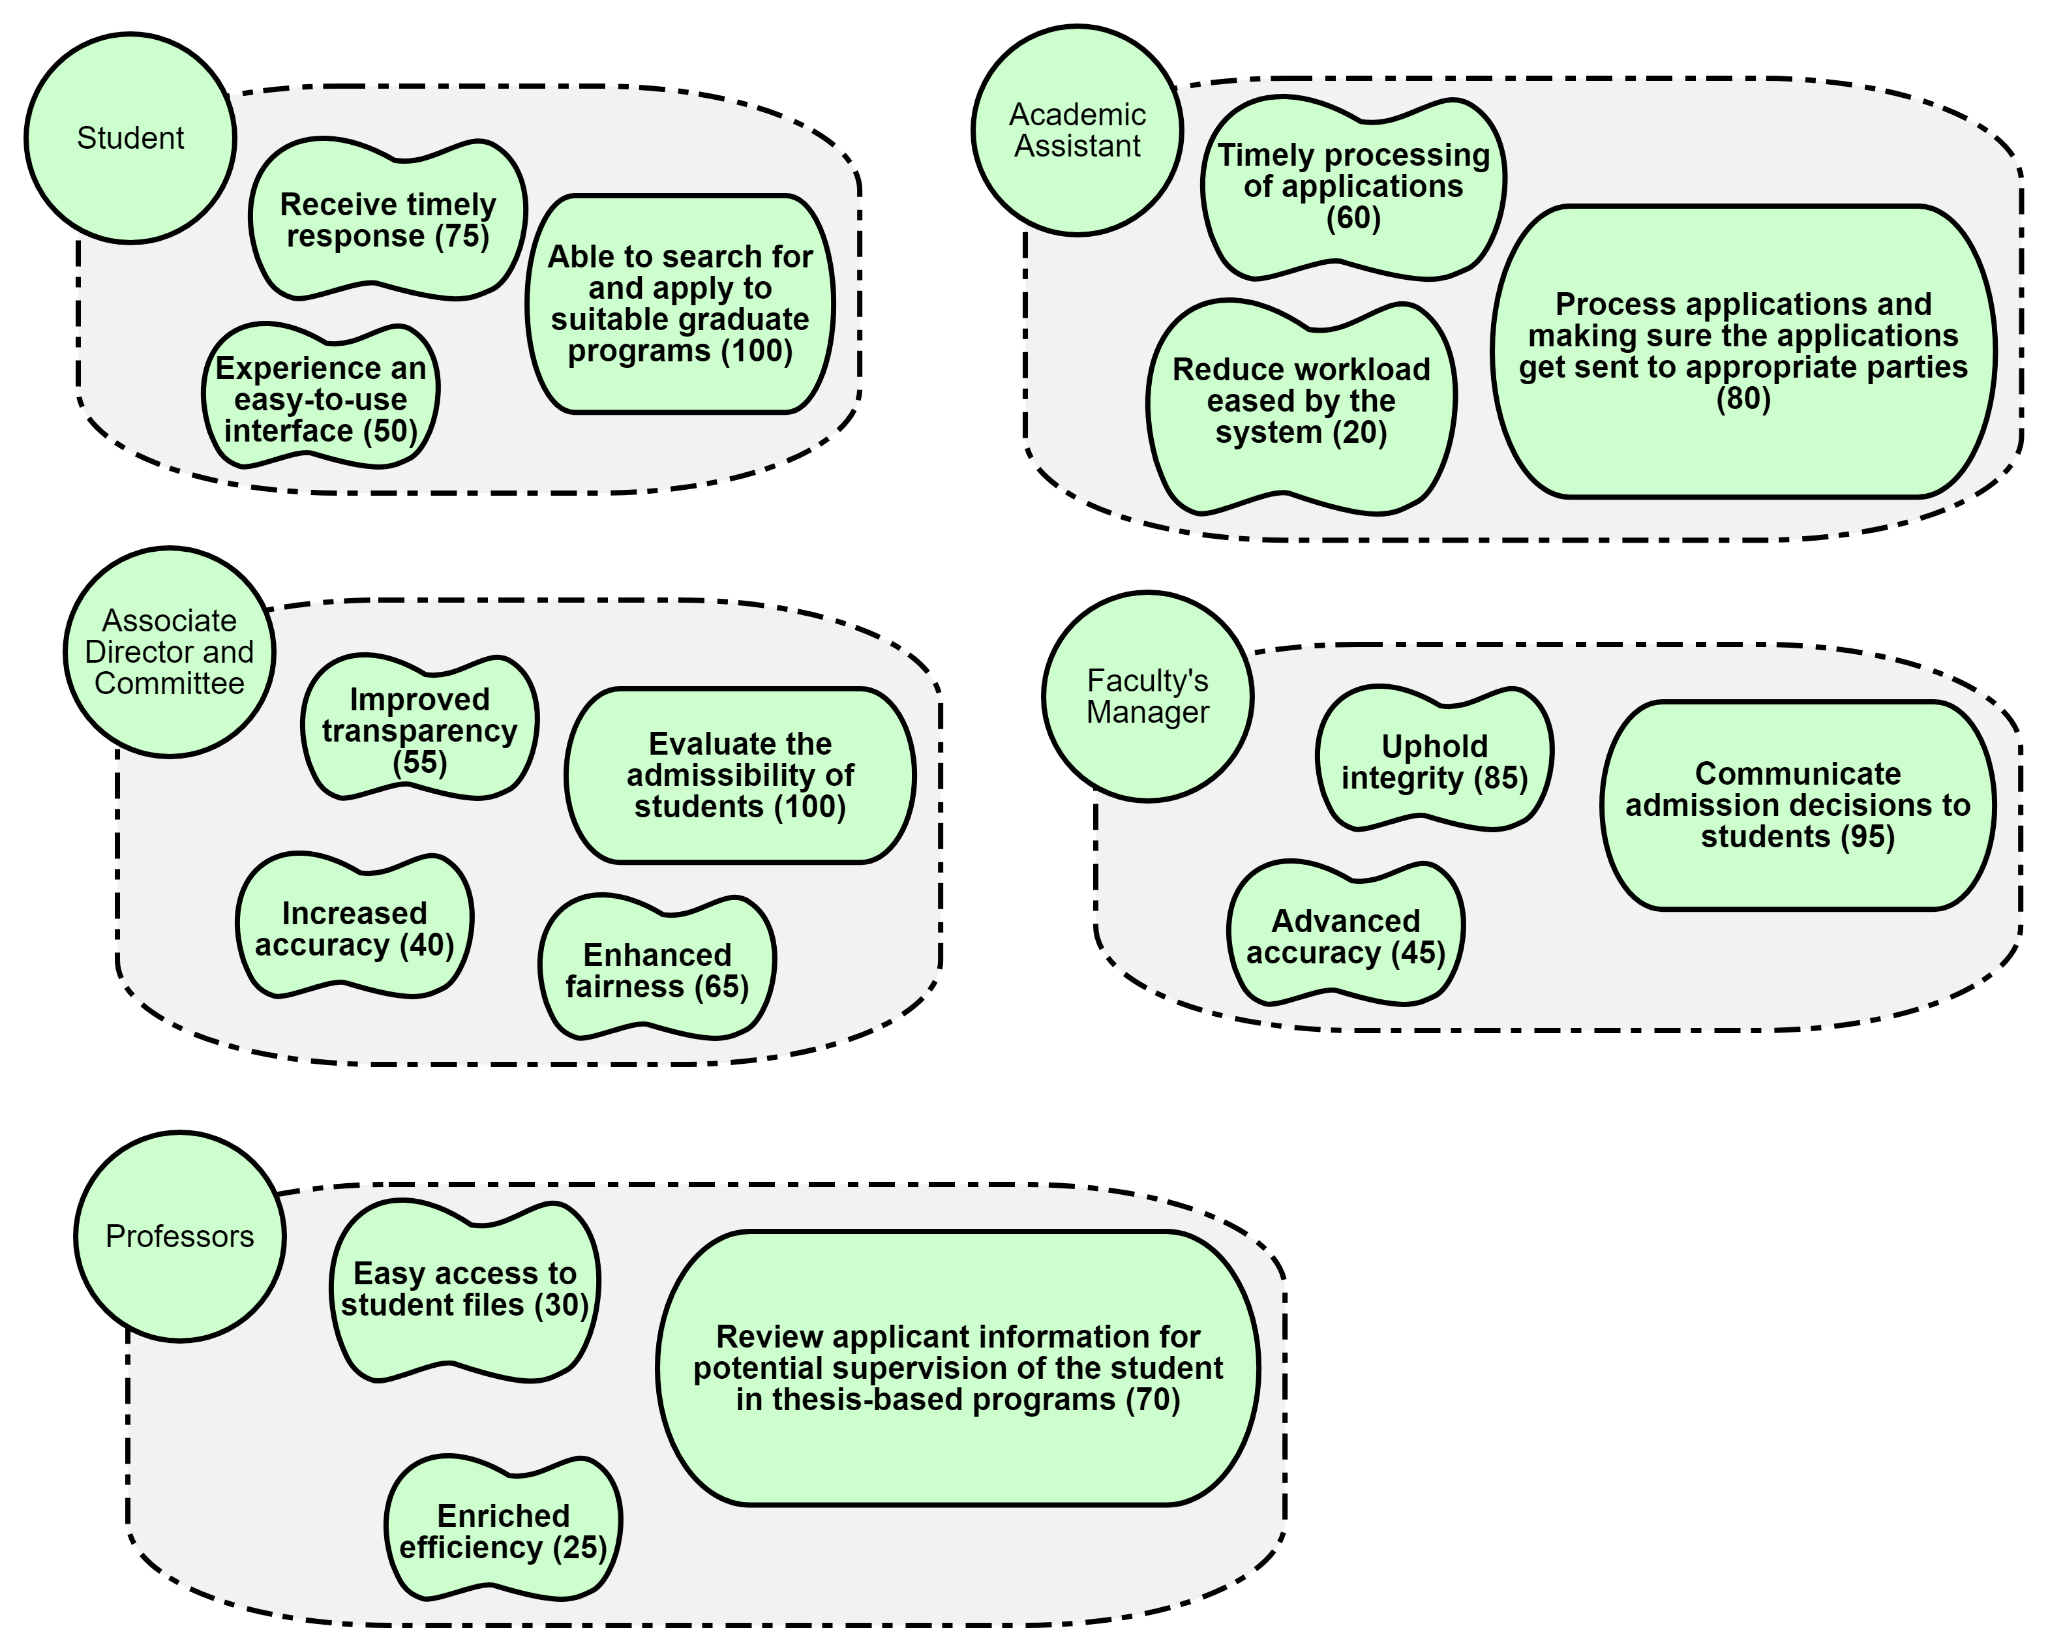 Student
Receive timely
response (75)
Able to search for
and apply to
suitable graduate
programs (100)
Experience an
easy-to-use
interface (50)
Academic
Assistant
Timely processing
of applications
(60)
Process applications and
making sure the applications
get sent to appropriate parties
(80)
Reduce workload
eased by the
system (20)
Associate
Director and
Committee
Improved
transparency
(55)
Evaluate the
admissibility of
students (100)
Increased
accuracy (40)
Enhanced
fairness (65)
Faculty's
Manager
Uphold
integrity (85)
Communicate
admission decisions to
students (95)
Advanced
accuracy (45)
Professors
Easy access to
student files (30)
Review applicant information for
potential supervision of the student
in thesis-based programs (70)
Enriched
efficiency (25)